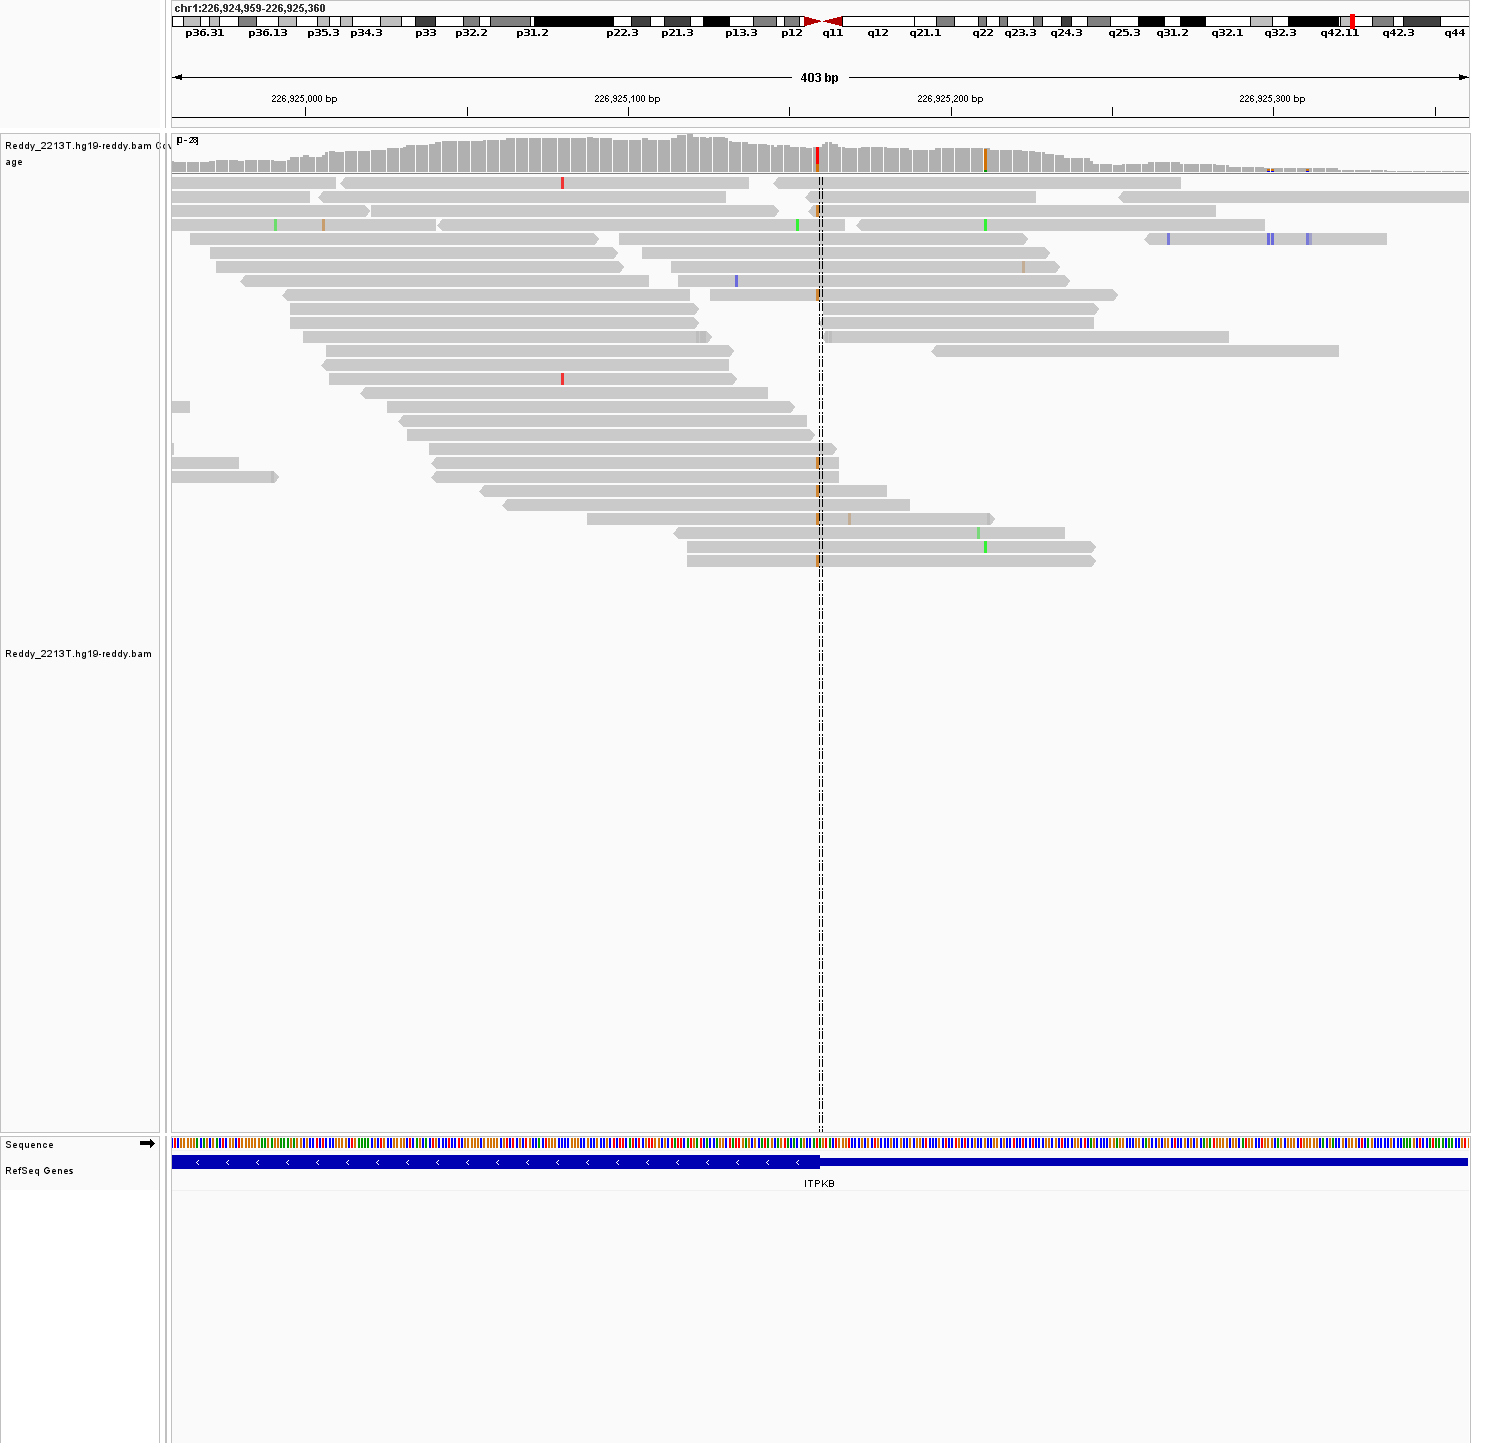 chr1:226,924,959-226,925,360
p36.31 p36.13 p35.3 p34.3 p33 p32.2 p31.2 p22.3 p21.3 p13.3 p12 q11 q12 q21.1 q22 q23.3 q24.3 q25.3 q31.2 q32.1 q32.3 q42.11 q42.3 q44
403 bp
226,925,000 bp 226,925,100 bp 226,925,200 bp 226,925,300 bp
[0 - 28]
Reddy_2213T.hg19-reddy.bam Cov
age
Reddy_2213T.hg19-reddy.bam
Sequence
RefSeq Genes
ITPKB